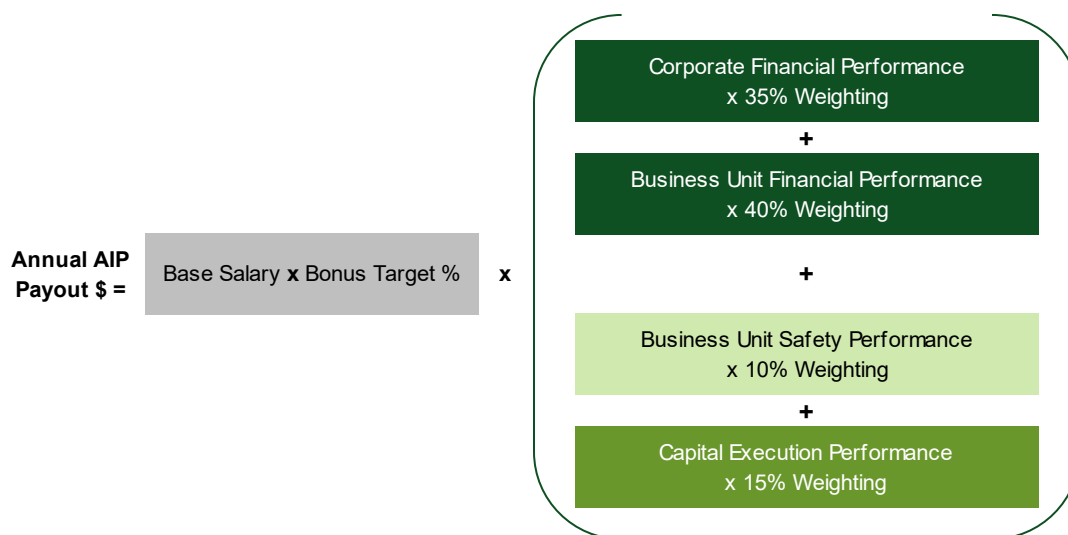 Corporate Financial Performance
x 35% Weighting
+
Business Unit Financial Performance
x 40% Weighting
Annual AIP
Payout $ =
Base Salary x Bonus Target %
x
+
Business Unit Safety Performance
x 10% Weighting
+
Capital Execution Performance
x 15% Weighting